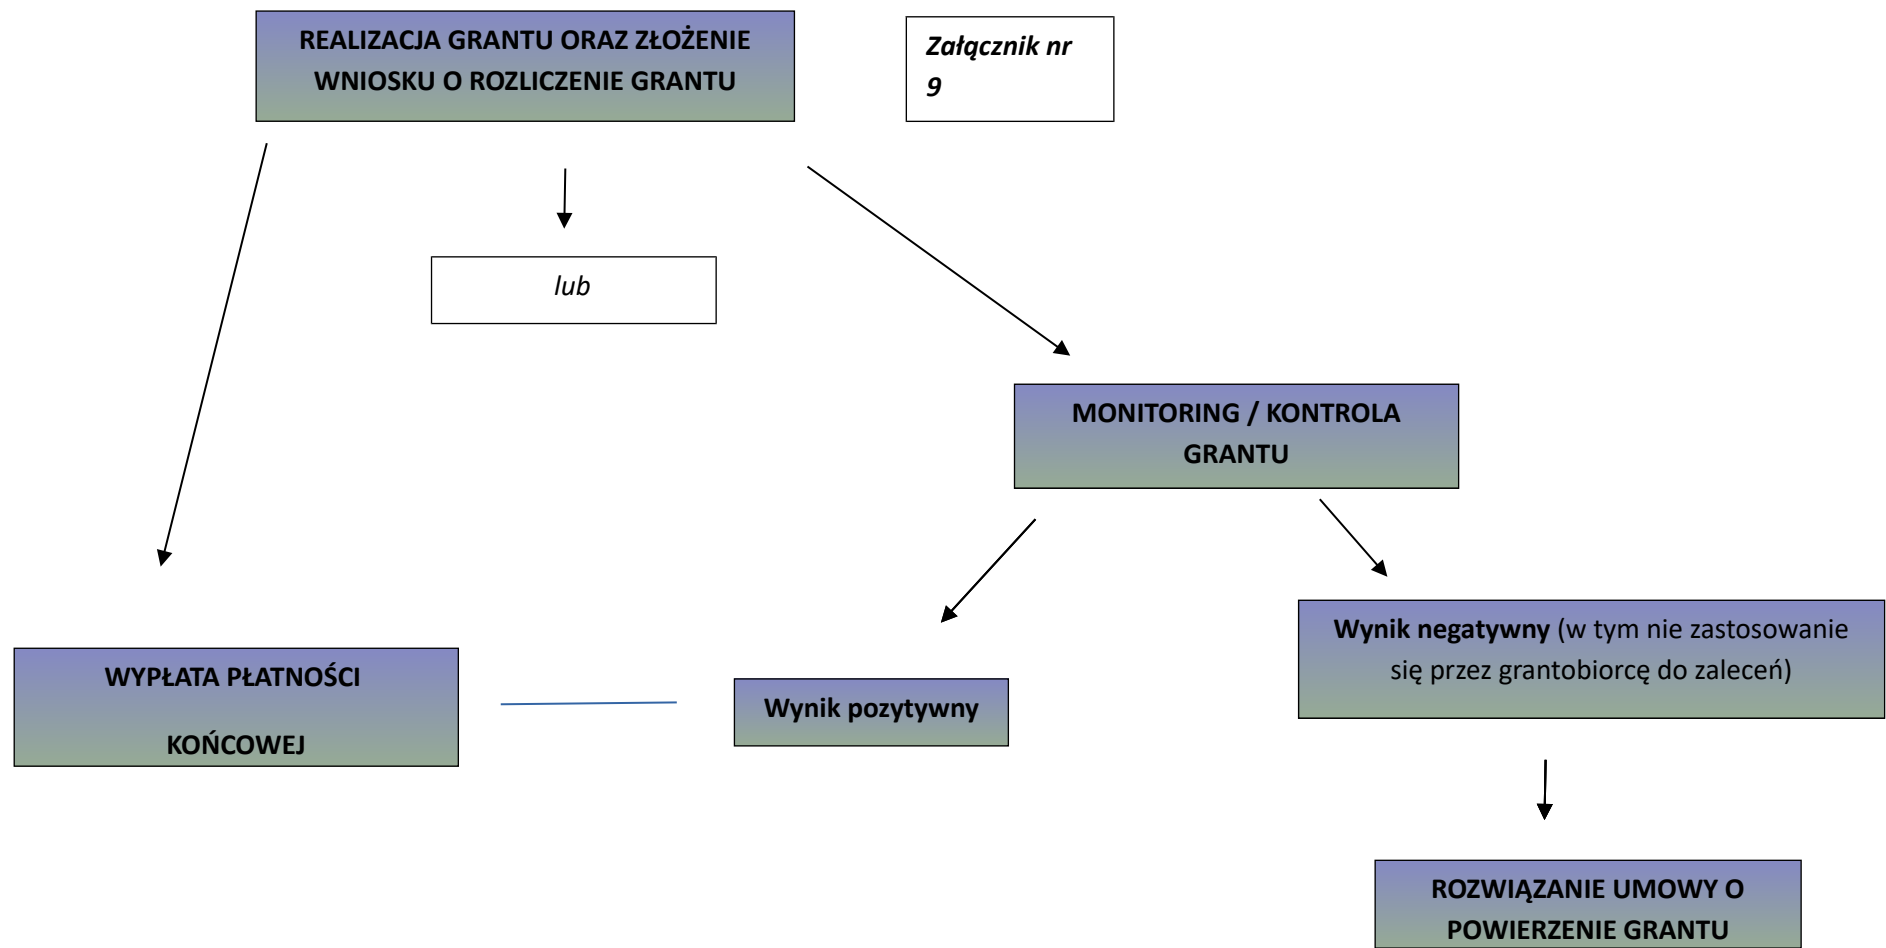 REALIZACJA GRANTU ORAZ ZŁOŻENIE
WNIOSKU O ROZLICZENIE GRANTU
Załącznik nr
9
lub
MONITORING / KONTROLA
GRANTU
WYPŁATA PŁATNOŚCI
KOŃCOWEJ
Wynik pozytywny
Wynik negatywny (w tym nie zastosowanie
się przez grantobiorcę do zaleceń)
ROZWIĄZANIE UMOWY O
POWIERZENIE GRANTU